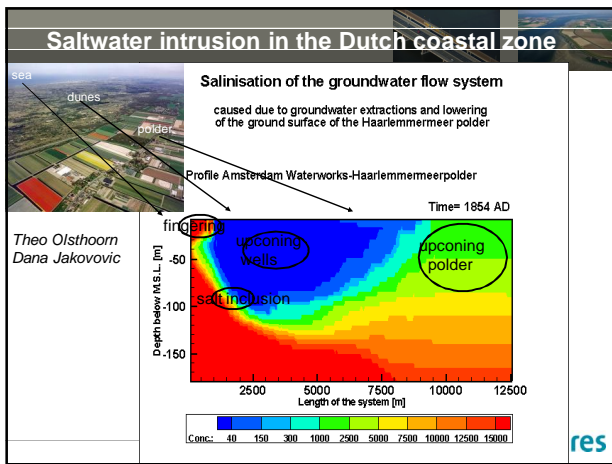 Saltwater intrusion in the Dutch coastal zone
sea
dunes
polder
Salinisation of the groundwater flow system
caused due to groundwater extractions and lowering
of the ground surface of the Haarlemmermeer polder
Profile Amsterdam Waterworks-Haarlemmermeerpolder
Time= 1854 AD
Theo Olsthoorn
Dana Jakovovic
fingering
upconing
wells
upconing
polder
salt inclusion
Depth below M.S.L. [m]
-50
-100
-150
2500 5000 7500 10000 12500
Length of the system [m]
Conc.: 40 150 300 1000 2500 5000 7500 10000 12500 15000
res